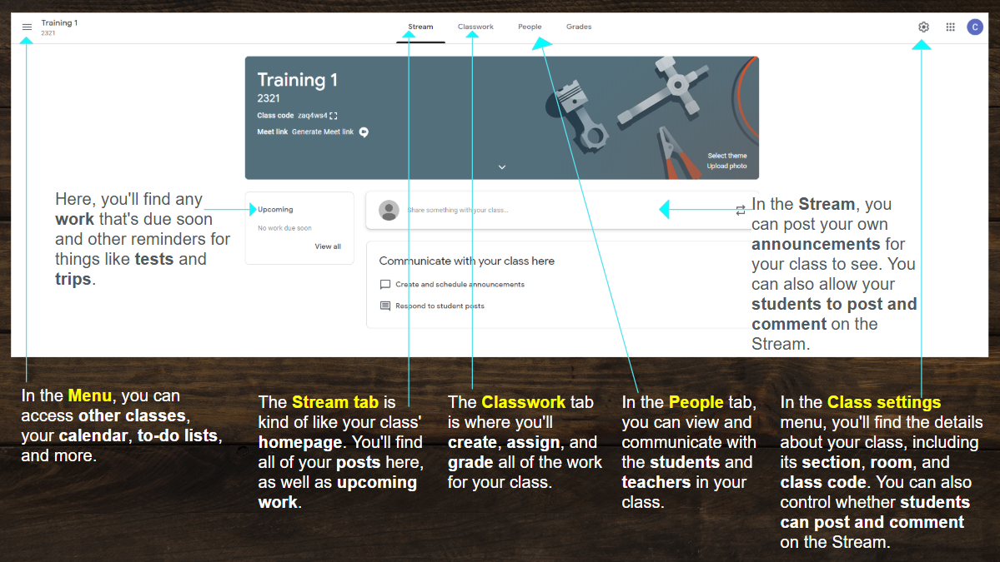 Training 1
2321
Stream
Classwork
People
Grades
C
Training 1
2321
Class code zaq4ws4
Meet link Generate Meet link
Select theme
Upload photo
Here, you'll find any
work that's due soon
and other reminders for
things like tests and
trips.
Upcoming
No work due soon
View all
Share something with your class...
Communicate with your class here
Create and schedule announcements
Respond to student posts
In the Stream, you
can post your own
announcements for
your class to see. You
can also allow your
students to post and
comment on the
Stream.
In the Menu, you can
access other classes,
your calendar, to-do lists,
and more.
The Stream tab is
kind of like your class'
homepage. You'll find
all of your posts here,
as well as upcoming
work.
The Classwork tab
is where you'll
create, assign, and
grade all of the work
for your class.
In the People tab,
you can view and
communicate with
the students and
teachers in your
class.
In the Class settings
menu, you'll find the details
about your class, including
its section, room, and
class code. You can also
control whether students
can post and comment
on the Stream.